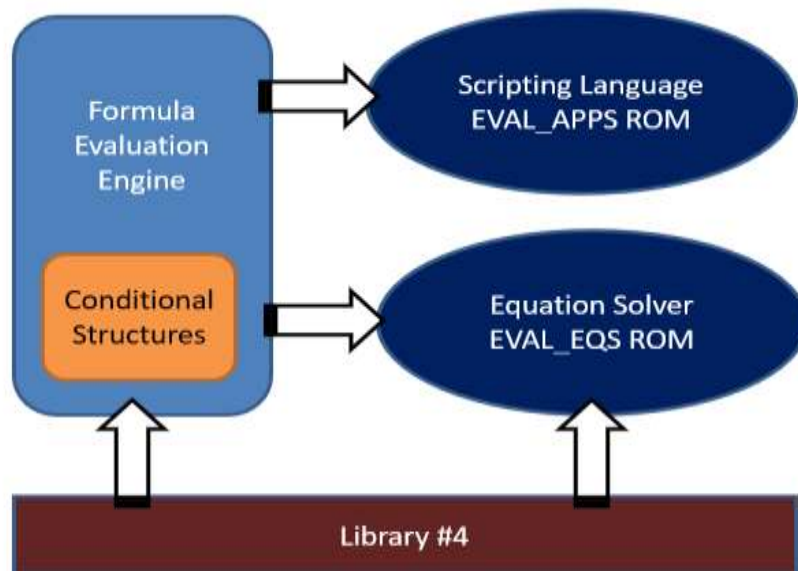 Formula
Evaluation
Engine
Conditional
Structures
Scripting Language
EVAL_APPS ROM
Equation Solver
EVAL_EQS ROM
Library #4